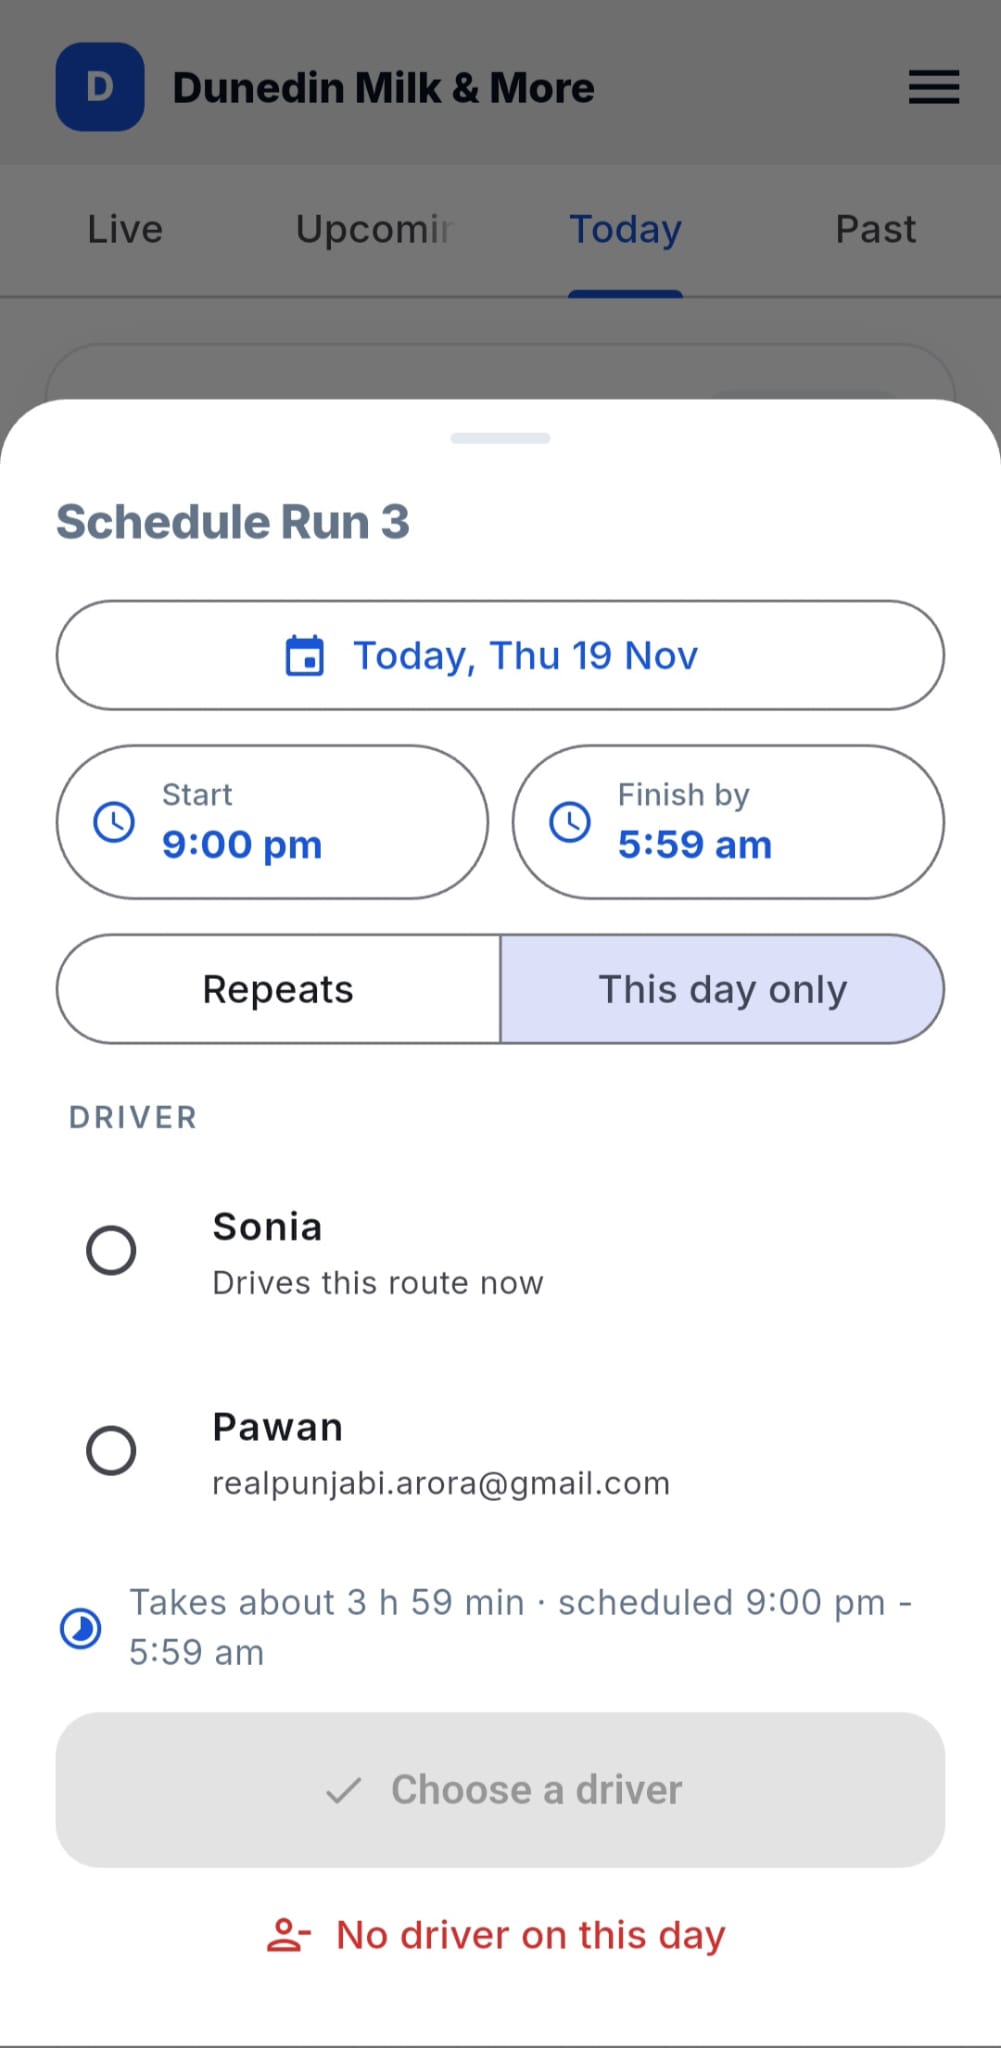 D
Dunedin Milk & More
Live
Upcomin
Today
Past
Schedule Run 3
Today, Thu 19 Nov
Start
9:00 pm
Finish by
5:59 am
Repeats
This day only
DRIVER
Sonia
Drives this route now
Pawan
realpunjabi.arora@gmail.com
Takes about 3 h 59 min · scheduled 9:00 pm -
5:59 am
Choose a driver
No driver on this day